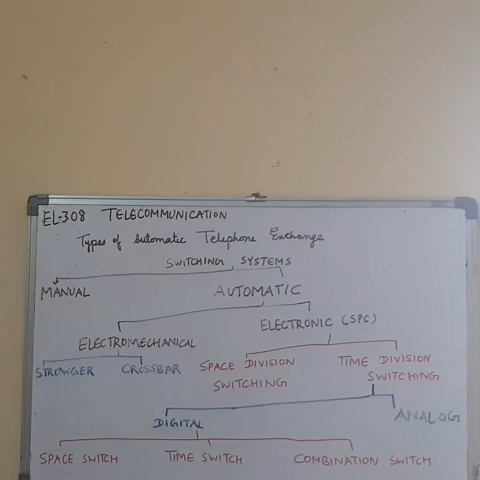 EL-308 TELECOMMUNICATION
Types of Automatic Telephone Exchange
SWITCHING SYSTEMS
MANUAL AUTOMATIC
ELECTROMECHANICAL ELECTRONIC (SPC)
STROWGER CROSSBAR SPACE DIVISION TIME DIVISION
SWITCHING SWITCHING
DIGITAL ANALOG
SPACE SWITCH TIME SWITCH COMBINATION SWITCH